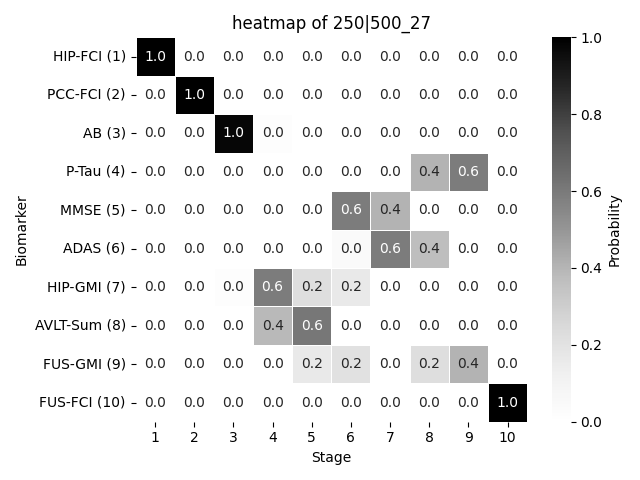 heatmap of 250|500_27
HIP-FCI (1) 1.0 0.0 0.0 0.0 0.0 0.0 0.0 0.0 0.0 0.0
PCC-FCI (2) 0.0 1.0 0.0 0.0 0.0 0.0 0.0 0.0 0.0 0.0
AB (3) 0.0 0.0 1.0 0.0 0.0 0.0 0.0 0.0 0.0 0.0
P-Tau (4) 0.0 0.0 0.0 0.0 0.0 0.0 0.0 0.4 0.6 0.0
MMSE (5) 0.0 0.0 0.0 0.0 0.0 0.6 0.4 0.0 0.0 0.0
ADAS (6) 0.0 0.0 0.0 0.0 0.0 0.0 0.6 0.4 0.0 0.0
HIP-GMI (7) 0.0 0.0 0.0 0.6 0.2 0.2 0.0 0.0 0.0 0.0
AVLT-Sum (8) 0.0 0.0 0.0 0.4 0.6 0.0 0.0 0.0 0.0 0.0
FUS-GMI (9) 0.0 0.0 0.0 0.0 0.2 0.2 0.0 0.2 0.4 0.0
FUS-FCI (10) 0.0 0.0 0.0 0.0 0.0 0.0 0.0 0.0 0.0 1.0
1 2 3 4 5 6 7 8 9 10
Stage
Biomarker
1.0
0.8
0.6
0.4
0.2
0.0
Probability